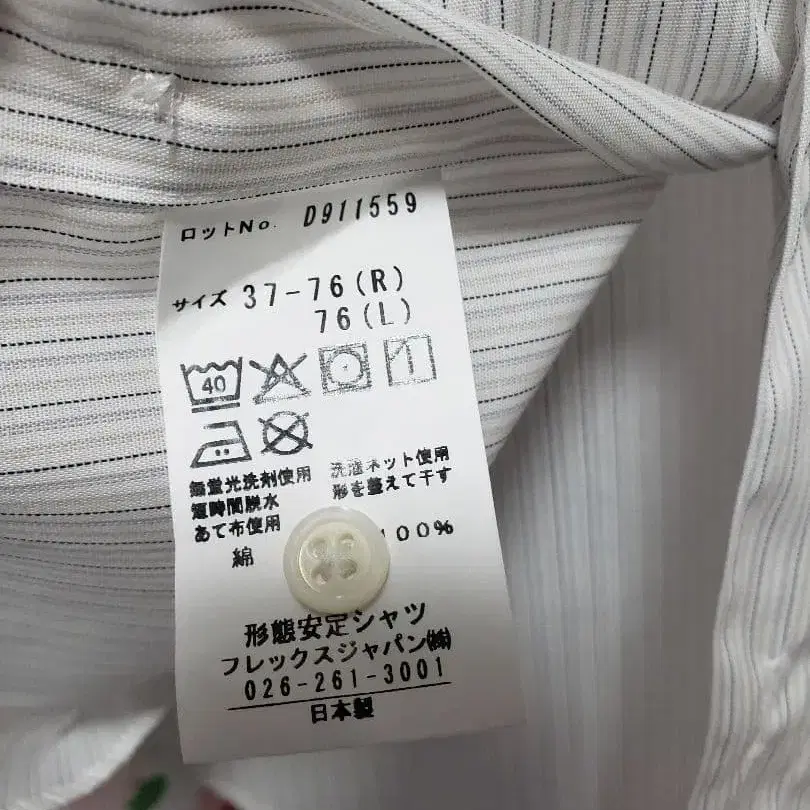 ロットNo. D911559
サイズ 37-76(R)
76(L)
40
無蛍光洗剤使用
短時間脱水
あて布使用
洗濯ネット使用
形を整えて干す
綿 100%
形態安定シャツ
フレックスジャパン㈱
026-261-3001
日本製